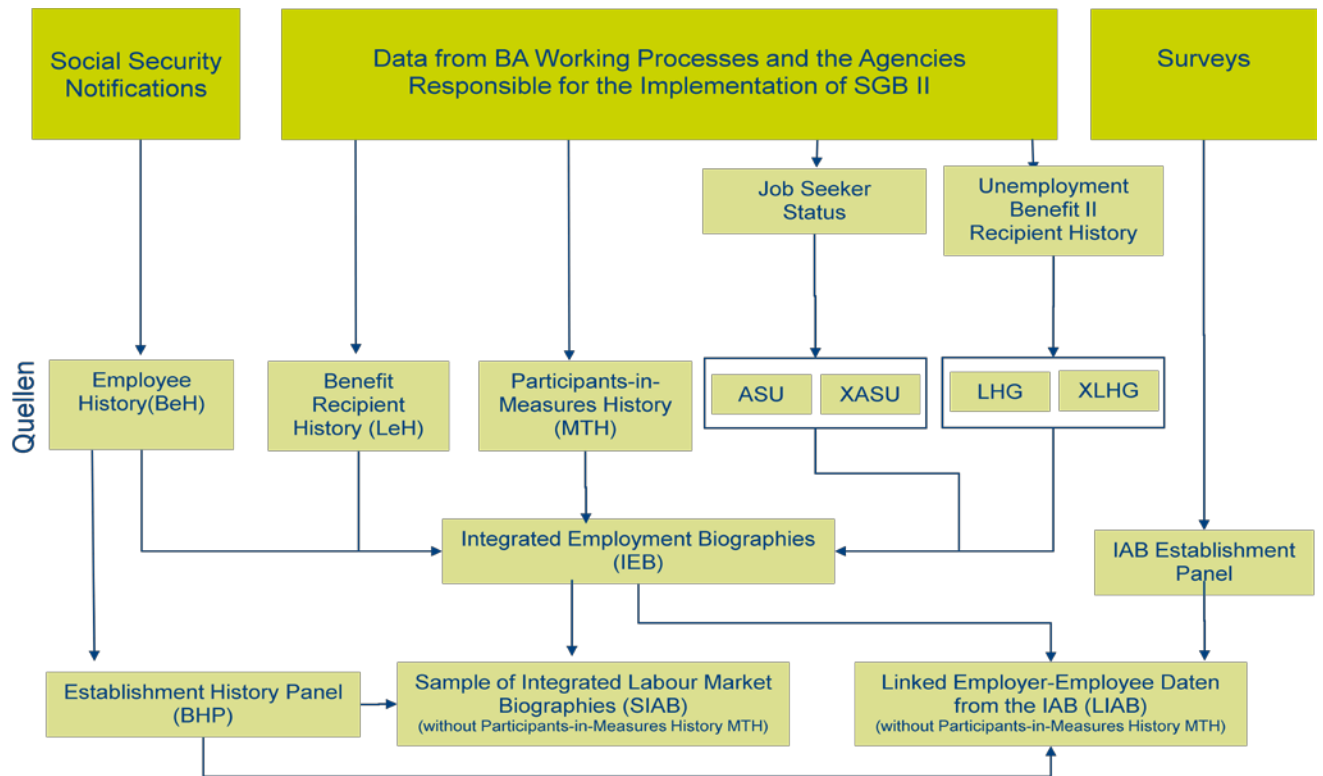 Social Security
Notifications
Data from BA Working Processes and the Agencies
Responsible for the Implementation of SGB II
Surveys
Job Seeker
Status
Unemployment
Benefit II
Recipient History
Quellen
Employee
History(BeH)
Benefit
Recipient
History (LeH)
Participants-in-
Measures History
(MTH)
ASU
XASU
LHG
XLHG
Integrated Employment Biographies
(IEB)
IAB Establishment
Panel
Establishment History Panel
(BHP)
Sample of Integrated Labour Market
Biographies (SIAB)
(without Participants-in-Measures History MTH)
Linked Employer-Employee Daten
from the IAB (LIAB)
(without Participants-in-Measures History MTH)